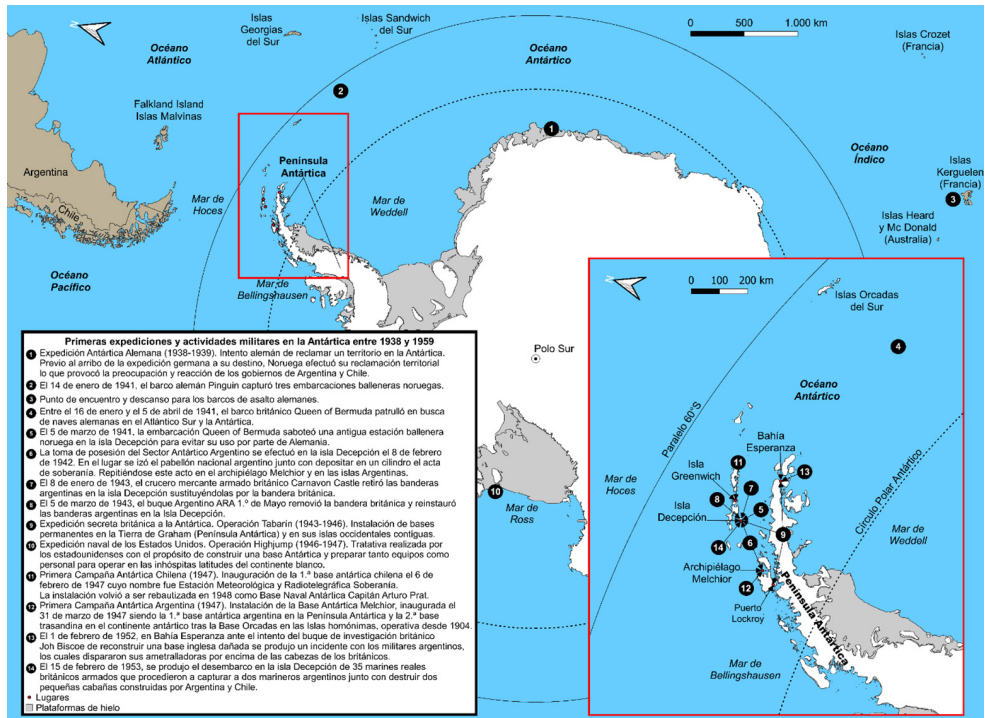 N
Islas
Georgias
del Sur
Islas Sandwich
del Sur
0 500 1.000 km
Islas Crozet
(Francia)
Océano
Atlántico
Océano
Antártico
2
Falkland Island
Islas Malvinas
1
Península
Antártica
Océano
Índico
Islas
Kerguelen
(Francia)
3
Argentina
Chile
Mar de
Hoces
Mar de
Weddell
Islas Heard
y Mc Donald
(Australia)
Océano
Pacífico
Mar de
Bellingshausen
Polo Sur
10
Mar de
Ross
Primeras expediciones y actividades militares en la Antártica entre 1938 y 1959
1 Expedición Antártica Alemana (1938-1939). Intento alemán de reclamar un territorio en la Antártica.
Previo al arribo de la expedición germana a su destino, Noruega efectuó su reclamación territorial
lo que provocó la preocupación y reacción de los gobiernos de Argentina y Chile.
2 El 14 de enero de 1941, el barco alemán Pinguin capturó tres embarcaciones balleneras noruegas.
3 Punto de encuentro y descanso para los barcos de asalto alemanes.
4 Entre el 16 de enero y el 5 de abril de 1941, el barco británico Queen of Bermuda patrulló en busca
de naves alemanas en el Atlántico Sur y la Antártica.
5 El 5 de marzo de 1941, la embarcación Queen of Bermuda saboteó una antigua estación ballenera
noruega en la isla Decepción para evitar su uso por parte de Alemania.
6 La toma de posesión del Sector Antártico Argentino se efectuó en la isla Decepción el 8 de febrero
de 1942. En el lugar se izó el pabellón nacional argentino junto con depositar en un cilindro el acta
de soberanía. Repitiéndose este acto en el archipiélago Melchior y en las islas Argentinas.
7 El 8 de enero de 1943, el crucero mercante armado británico Carnavon Castle retiró las banderas
argentinas en la isla Decepción sustituyéndolas por la bandera británica.
8 El 5 de marzo de 1943, el buque Argentino ARA 1.º de Mayo removió la bandera británica y reinstauró
las banderas argentinas en la Isla Decepción.
9 Expedición secreta británica a la Antártica. Operación Tabarín (1943-1946). Instalación de bases
permanentes en la Tierra de Graham (Península Antártica) y en sus islas occidentales contiguas.
10 Expedición naval de los Estados Unidos. Operación Highjump (1946-1947). Tratativa realizada por
los estadounidenses con el propósito de construir una base Antártica y preparar tanto equipos como
personal para operar en las inhóspitas latitudes del continente blanco.
11 Primera Campaña Antártica Chilena (1947). Inauguración de la 1.ª base antártica chilena el 6 de
febrero de 1947 cuyo nombre fue Estación Meteorológica y Radiotelegráfica Soberanía.
La instalación volvió a ser rebautizada en 1948 como Base Naval Antártica Capitán Arturo Prat.
12 Primera Campaña Antártica Argentina (1947). Instalación de la Base Antártica Melchior, inaugurada el
31 de marzo de 1947 siendo la 1.ª base antártica argentina en la Península Antártica y la 2.ª base
trasandina en el continente antártico tras la Base Orcadas en las Islas homónimas, operativa desde 1904.
13 El 1 de febrero de 1952, en Bahía Esperanza ante el intento del buque de investigación británico
Joh Biscoe de reconstruir una base inglesa dañada se produjo un incidente con los militares argentinos,
los cuales dispararon sus ametralladoras por encima de las cabezas de los británicos.
14 El 15 de febrero de 1953, se produjo el desembarco en la isla Decepción de 35 marines reales
británicos armados que procedieron a capturar a dos marineros argentinos junto con destruir dos
pequeñas cabañas construidas por Argentina y Chile.
Lugares
Plataformas de hielo
N
0 100 200 km
Islas Orcadas
del Sur
4
Océano
Antártico
Paralelo 60°S
Bahía
Esperanza
Isla
Greenwich
11
13
Círculo Polar Antártico
Mar de
Hoces
8
7
5
Isla
Decepción
Mar de
Weddell
14
6
9
Archipiélago
Melchor
12
Puerto
Lockroy
Península Antártica
Mar de
Bellingshausen